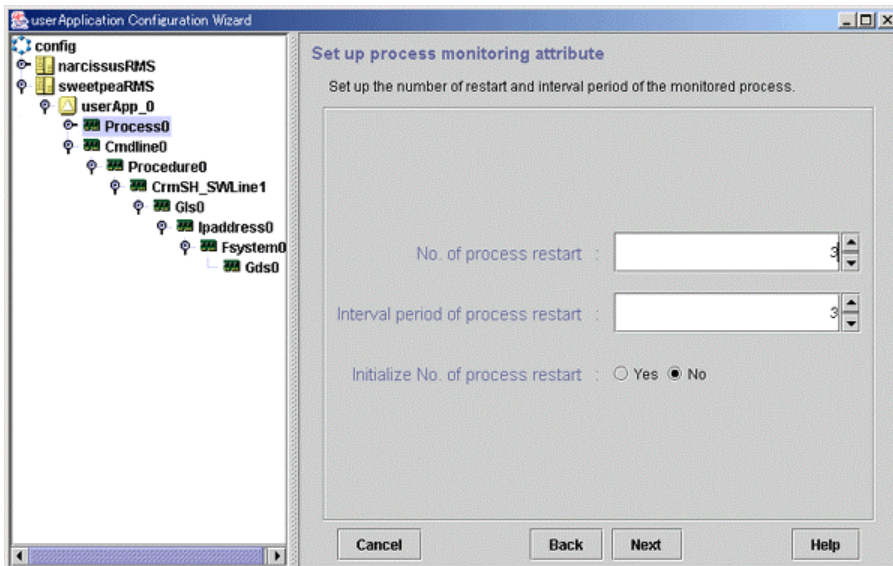 userApplication Configuration Wizard
config
narcissusRMS
sweetpeaRMS
userApp_0
Process0
Cmdline0
Procedure0
CrmSH_SWLine1
Gls0
Ipaddress0
Fsystem0
Gds0
Set up process monitoring attribute
Set up the number of restart and interval period of the monitored process.
No. of process restart : 3
Interval period of process restart : 3
Initialize No. of process restart : Yes No
Cancel Back Next Help